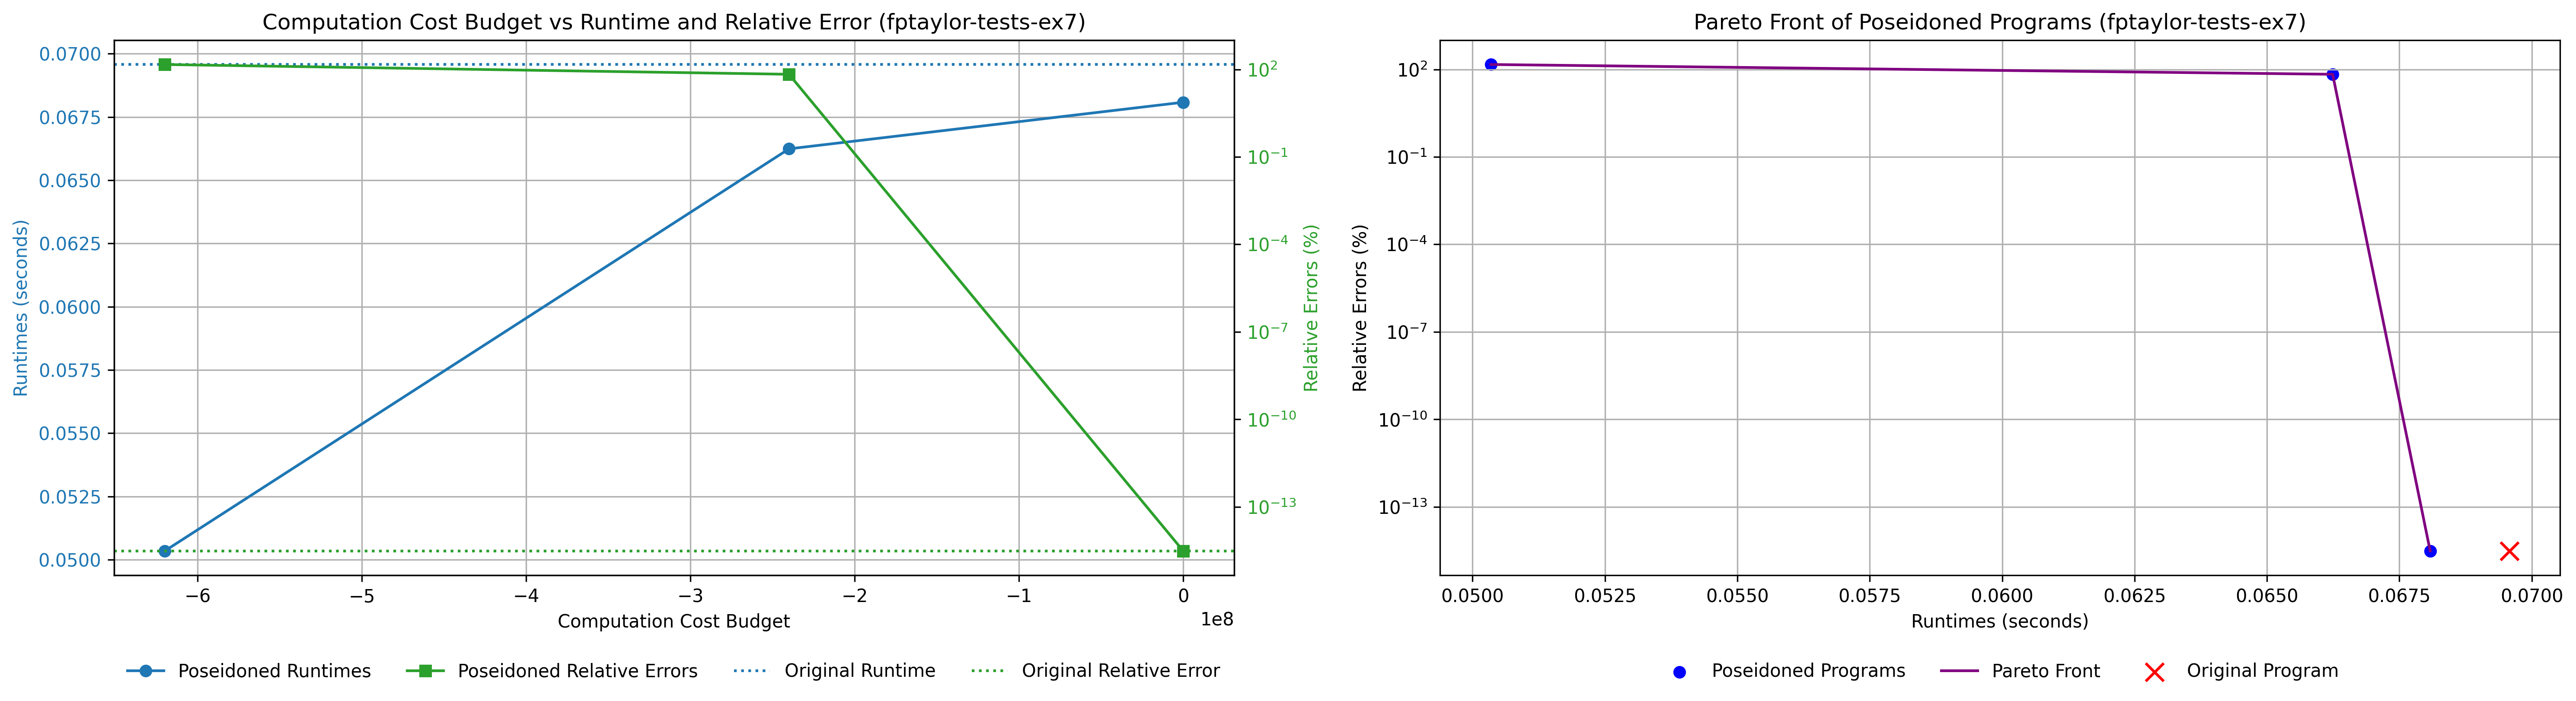 Computation Cost Budget vs Runtime and Relative Error (fptaylor-tests-ex7)
0.0700
0.0675
0.0650
0.0625
0.0600
0.0575
0.0550
0.0525
0.0500
Runtimes (seconds)
10²
10⁻¹
10⁻⁴
10⁻⁷
10⁻¹⁰
10⁻¹³
Relative Errors (%)
−6 −5 −4 −3 −2 −1 0
1e8
Computation Cost Budget
Poseidoned Runtimes Poseidoned Relative Errors Original Runtime Original Relative Error
Pareto Front of Poseidoned Programs (fptaylor-tests-ex7)
10²
10⁻¹
10⁻⁴
10⁻⁷
10⁻¹⁰
10⁻¹³
Relative Errors (%)
0.0500 0.0525 0.0550 0.0575 0.0600 0.0625 0.0650 0.0675 0.0700
Runtimes (seconds)
Poseidoned Programs Pareto Front Original Program